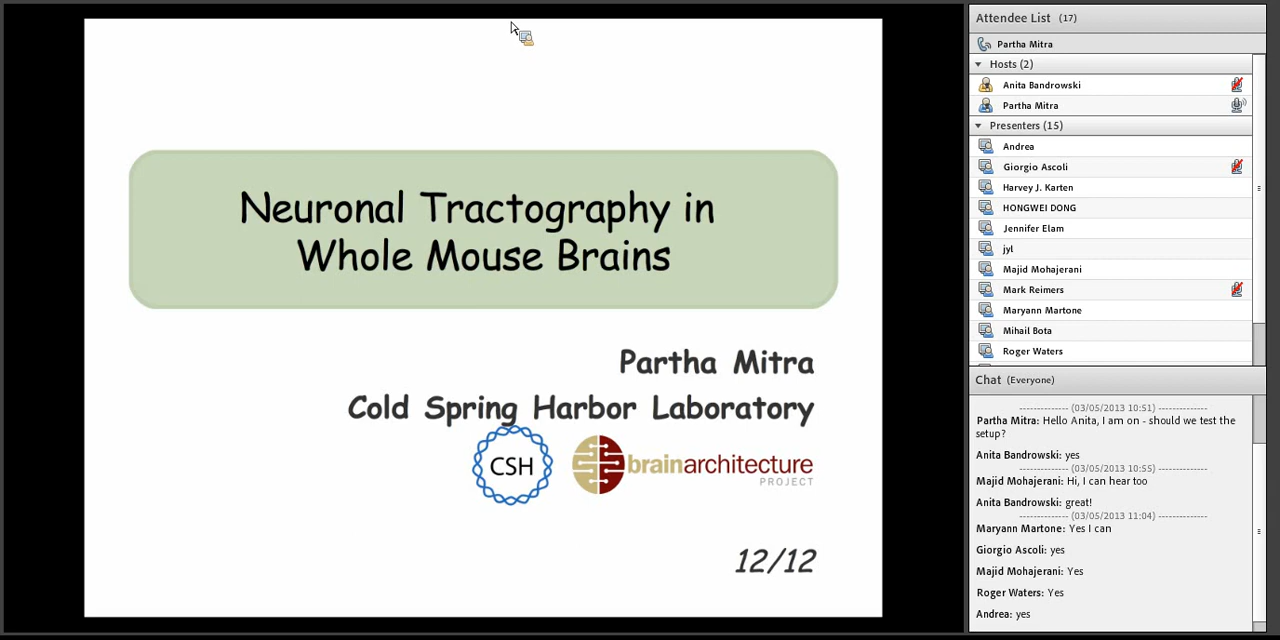 Neuronal Tractography in
Whole Mouse Brains
Partha Mitra
Cold Spring Harbor Laboratory
CSH
brainarchitecture
PROJECT
12/12
Attendee List (17)
Partha Mitra
Hosts (2)
Anita Bandrowski
Partha Mitra
Presenters (15)
Andrea
Giorgio Ascoli
Harvey J. Karten
HONGWEI DONG
Jennifer Elam
jyl
Majid Mohajerani
Mark Reimers
Maryann Martone
Mihail Bota
Roger Waters
Chat (Everyone)
-------------- (03/05/2013 10:51) --------------
Partha Mitra: Hello Anita, I am on - should we test the
setup?
Anita Bandrowski: yes
-------------- (03/05/2013 10:55) --------------
Majid Mohajerani: Hi, I can hear too
Anita Bandrowski: great!
-------------- (03/05/2013 11:04) --------------
Maryann Martone: Yes I can
Giorgio Ascoli: yes
Majid Mohajerani: Yes
Roger Waters: Yes
Andrea: yes